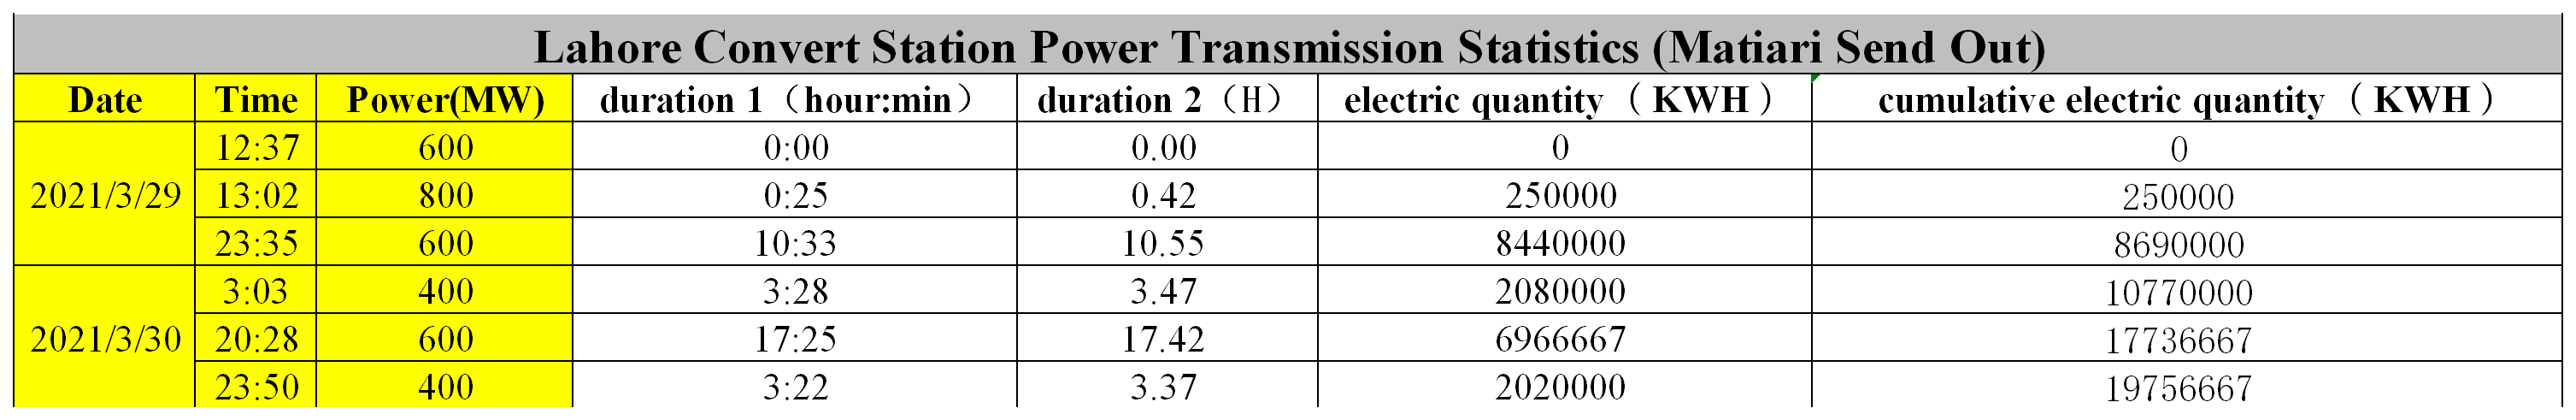 Lahore Convert Station Power Transmission Statistics (Matiari Send Out)
Date Time Power(MW) duration 1（hour:min） duration 2（H） electric quantity （ KWH ） cumulative electric quantity （ KWH ）
2021/3/29 12:37 600 0:00 0.00 0 0
13:02 800 0:25 0.42 250000 250000
23:35 600 10:33 10.55 8440000 8690000
2021/3/30 3:03 400 3:28 3.47 2080000 10770000
20:28 600 17:25 17.42 6966667 17736667
23:50 400 3:22 3.37 2020000 19756667